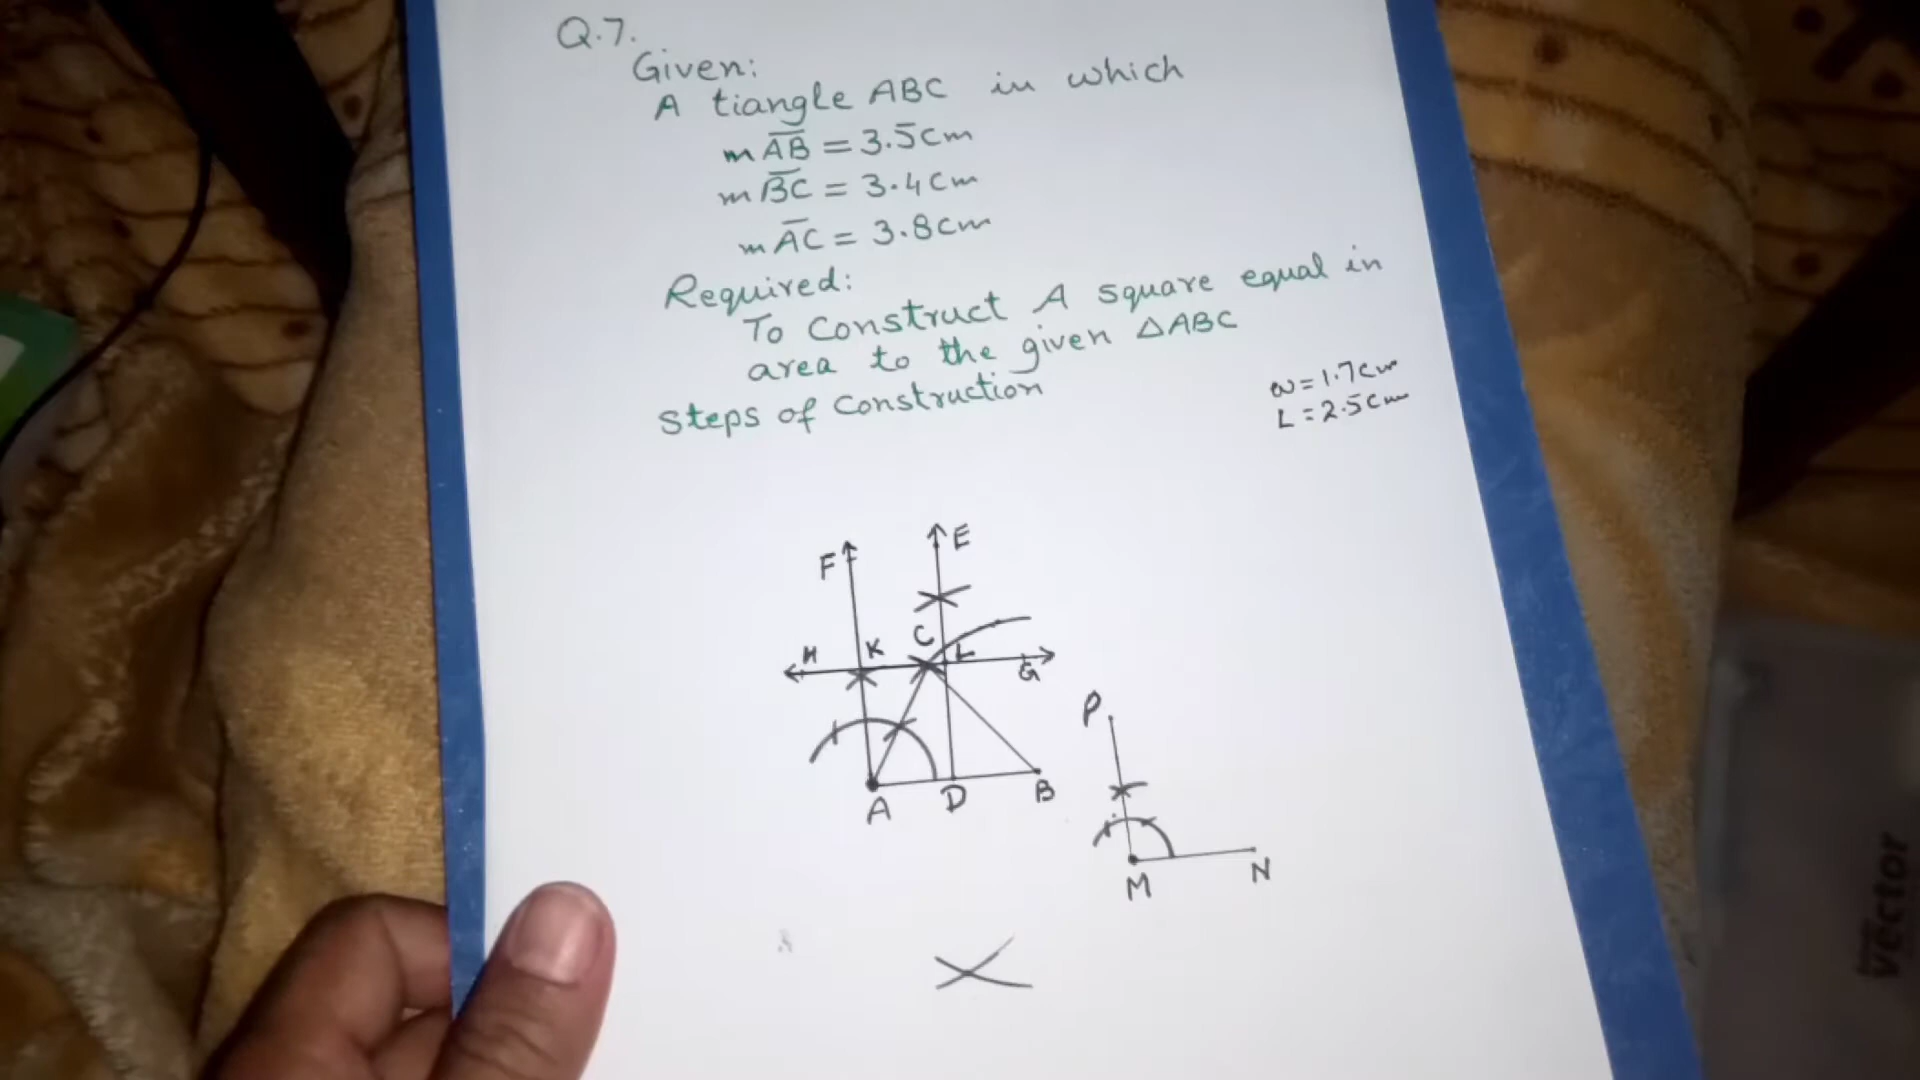 Q.7.
Given:
A tiangle ABC in which
mAB = 3.5cm
mBC = 3.4cm
mAC = 3.8cm
Required:
To Construct A square equal in
area to the given △ABC
Steps of Construction
w = 1.7cm
L = 2.5cm
F E
H K C L G
A D B
P
M N
Vector